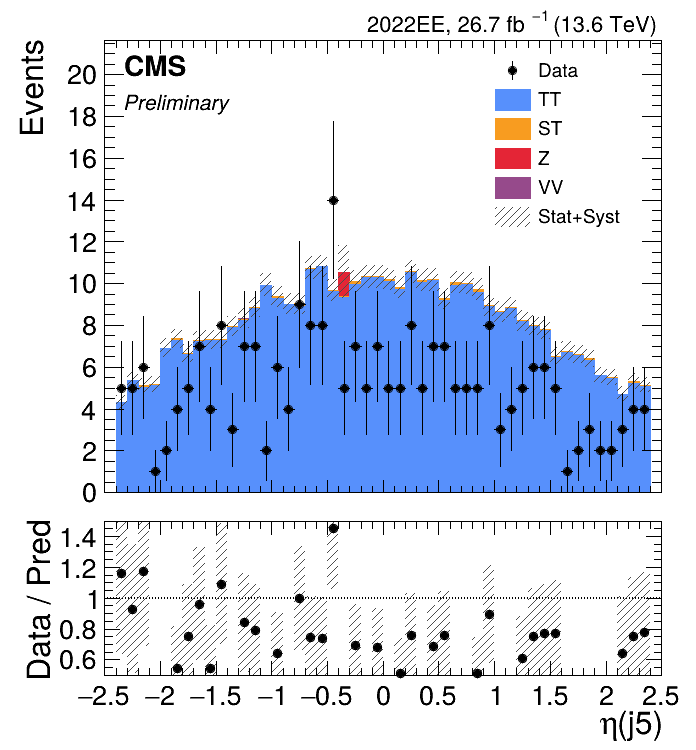 2022EE, 26.7 fb⁻¹ (13.6 TeV)
Events
CMS
Preliminary
Data
TT
ST
Z
VV
Stat+Syst
20
18
16
14
12
10
8
6
4
2
0
Data / Pred
1.4
1.2
1
0.8
0.6
−2.5 −2 −1.5 −1 −0.5 0 0.5 1 1.5 2 2.5
η(j5)